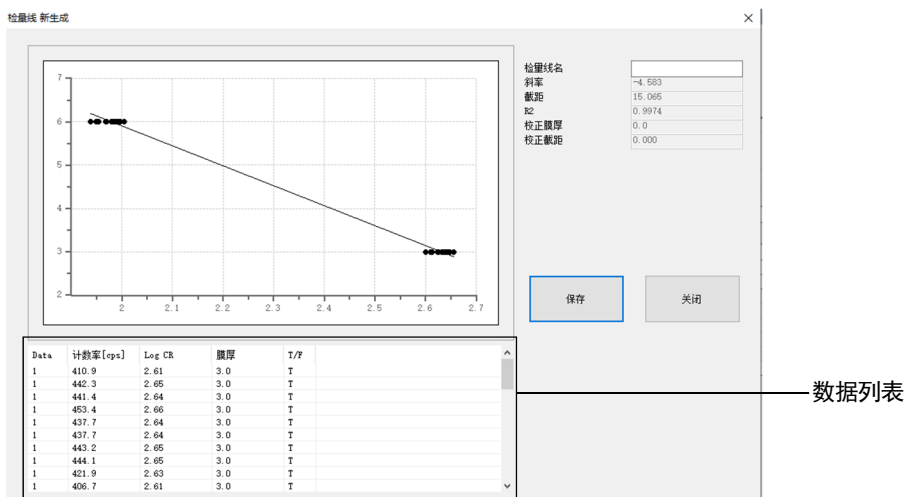 检量线 新生成
检量线名
斜率 -4.583
截距 15.065
R2 0.9974
校正膜厚 0.0
校正截距 0.000
7
6
5
4
3
2
2 2.1 2.2 2.3 2.4 2.5 2.6 2.7
保存 关闭
Data 计数率[cps] Log CR 膜厚 T/F
1 410.9 2.61 3.0 T
1 442.3 2.65 3.0 T
1 441.4 2.64 3.0 T
1 453.4 2.66 3.0 T
1 437.7 2.64 3.0 T
1 437.7 2.64 3.0 T
1 443.2 2.65 3.0 T
1 444.1 2.65 3.0 T
1 421.9 2.63 3.0 T
1 406.7 2.61 3.0 T
数据列表